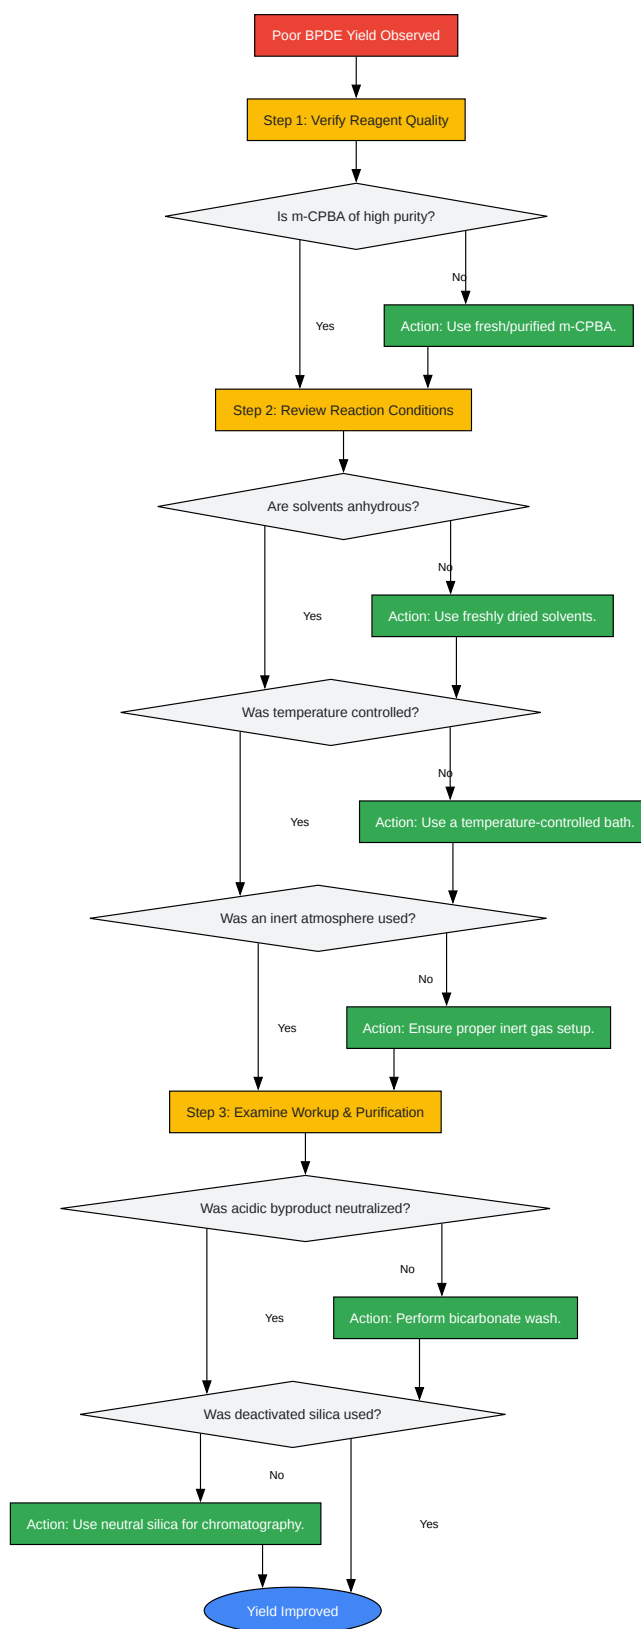 Poor BPDE Yield Observed
Step 1: Verify Reagent Quality
Is m-CPBA of high purity?
No
Yes
Action: Use fresh/purified m-CPBA.
Step 2: Review Reaction Conditions
Are solvents anhydrous?
No
Yes
Action: Use freshly dried solvents.
Was temperature controlled?
No
Yes
Action: Use a temperature-controlled bath.
Was an inert atmosphere used?
No
Yes
Action: Ensure proper inert gas setup.
Step 3: Examine Workup & Purification
Was acidic byproduct neutralized?
No
Yes
Action: Perform bicarbonate wash.
Was deactivated silica used?
No
Action: Use neutral silica for chromatography.
Yes
Yield Improved